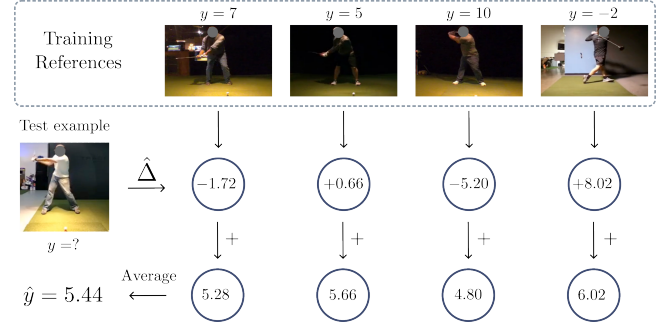 y = 7
y = 5
y = 10
y = −2
Training
References
Test example
Δ̂
−1.72
+0.66
−5.20
+8.02
y =?
+
+
+
+
Average
ŷ = 5.44
5.28
5.66
4.80
6.02